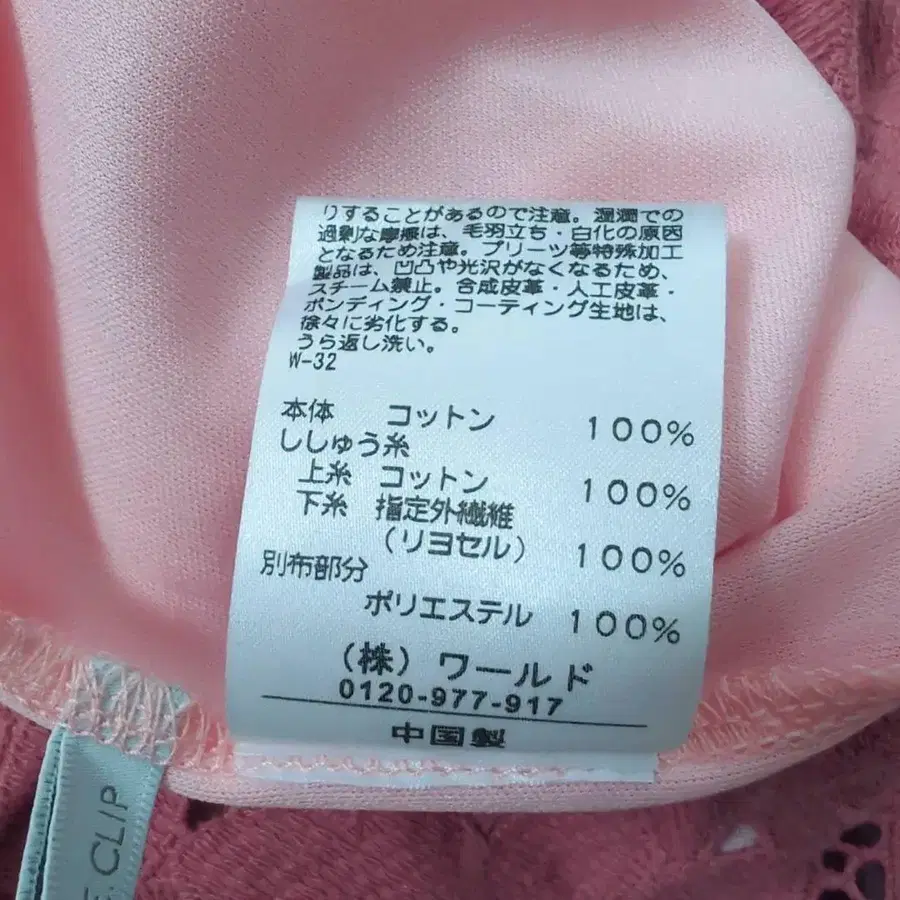 りすることがあるので注意。湿潤での
過剰な摩擦は、毛羽立ち・白化の原因
となるため注意。プリーツ等特殊加工
製品は、凹凸や光沢がなくなるため、
スチーム禁止。合成皮革・人工皮革・
ボンディング・コーティング生地は、
徐々に劣化する。
うら返し洗い。
W-32
本体 コットン 100%
ししゅう糸
上糸 コットン 100%
下糸 指定外繊維
(リヨセル) 100%
別布部分
ポリエステル 100%
(株) ワールド
0120-977-917
中国製
E CLIP